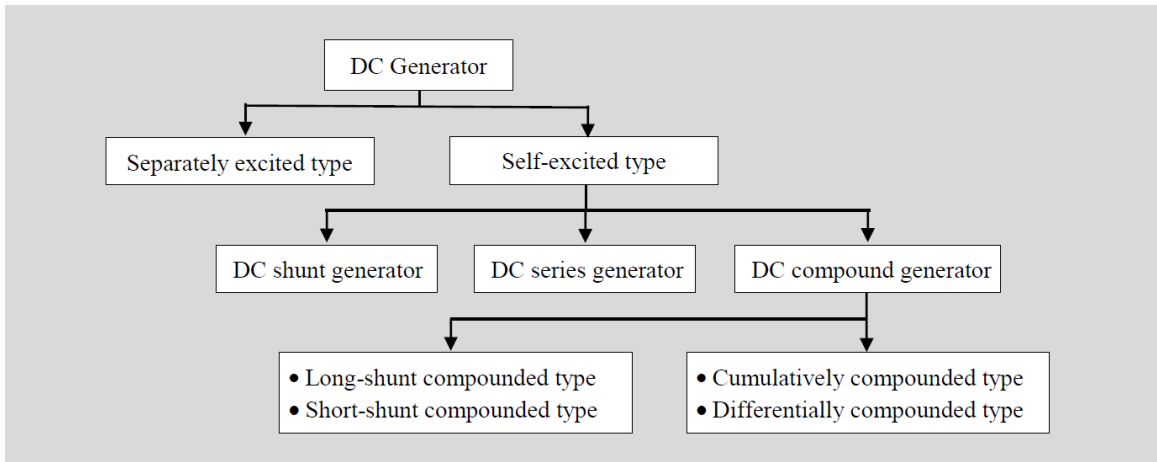 DC Generator
Separately excited type
Self-excited type
DC shunt generator
DC series generator
DC compound generator
• Long-shunt compounded type
• Short-shunt compounded type
• Cumulatively compounded type
• Differentially compounded type